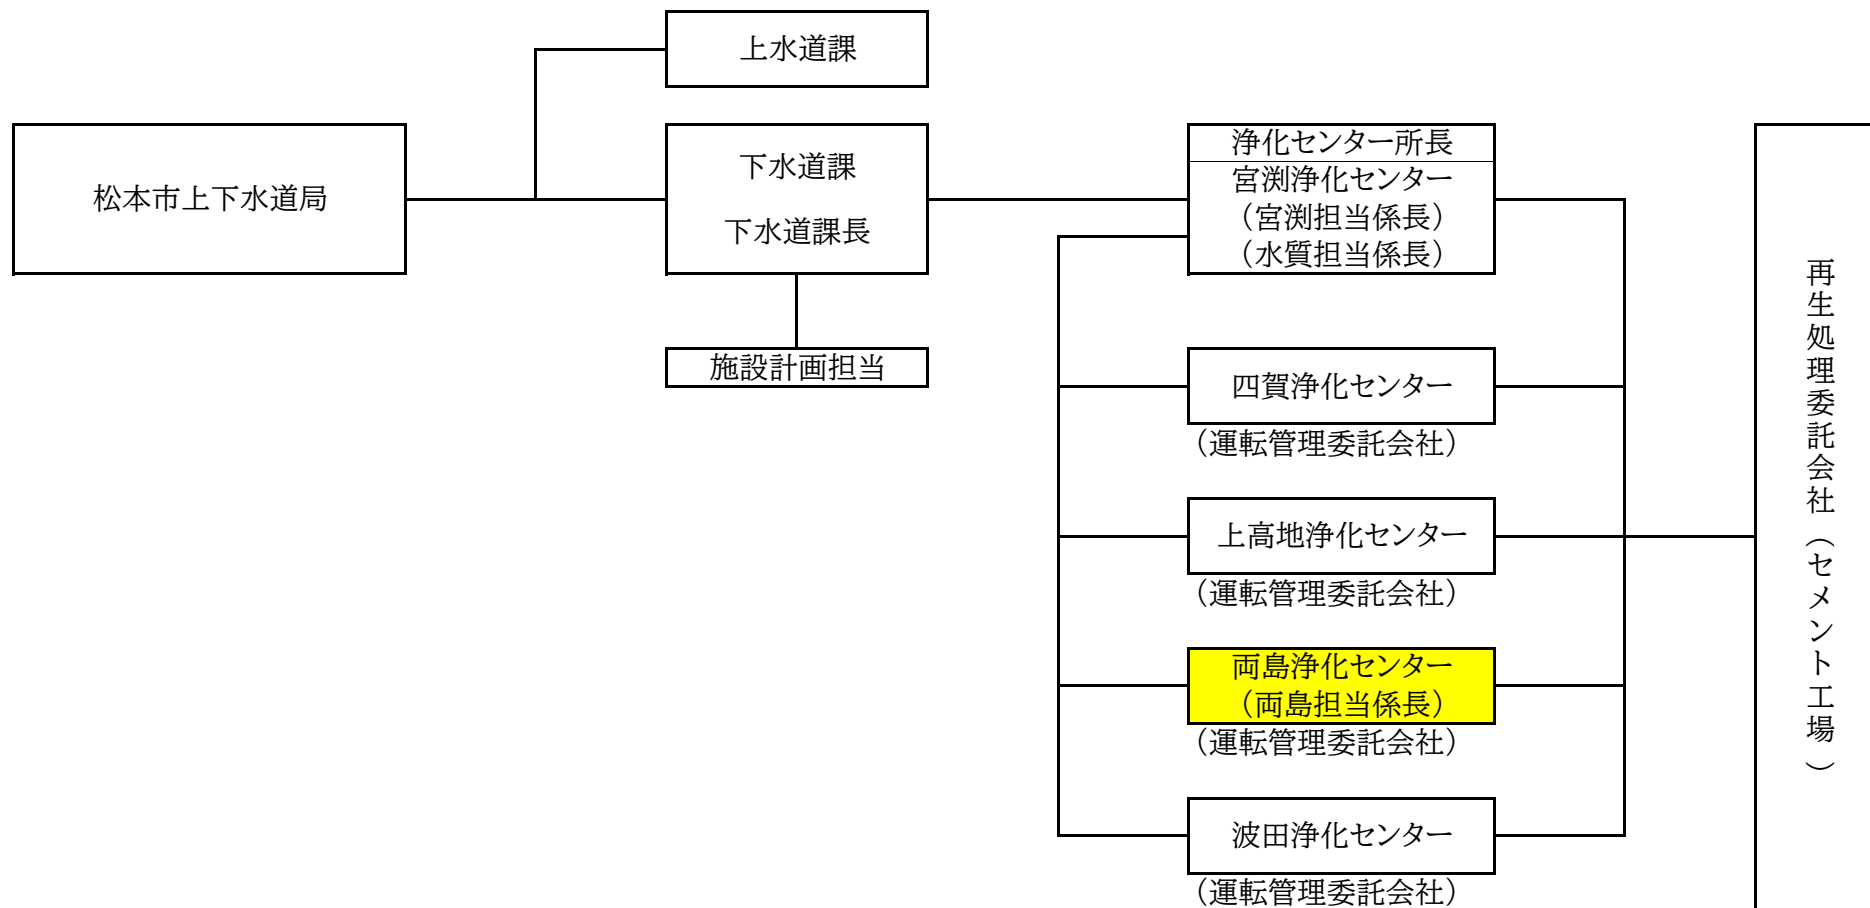 上水道課
松本市上下水道局
下水道課
下水道課長
施設計画担当
浄化センター所長
宮渕浄化センター
（宮渕担当係長）
（水質担当係長）
四賀浄化センター
（運転管理委託会社）
上高地浄化センター
（運転管理委託会社）
両島浄化センター
（両島担当係長）
（運転管理委託会社）
波田浄化センター
（運転管理委託会社）
再生処理委託会社（セメント工場）